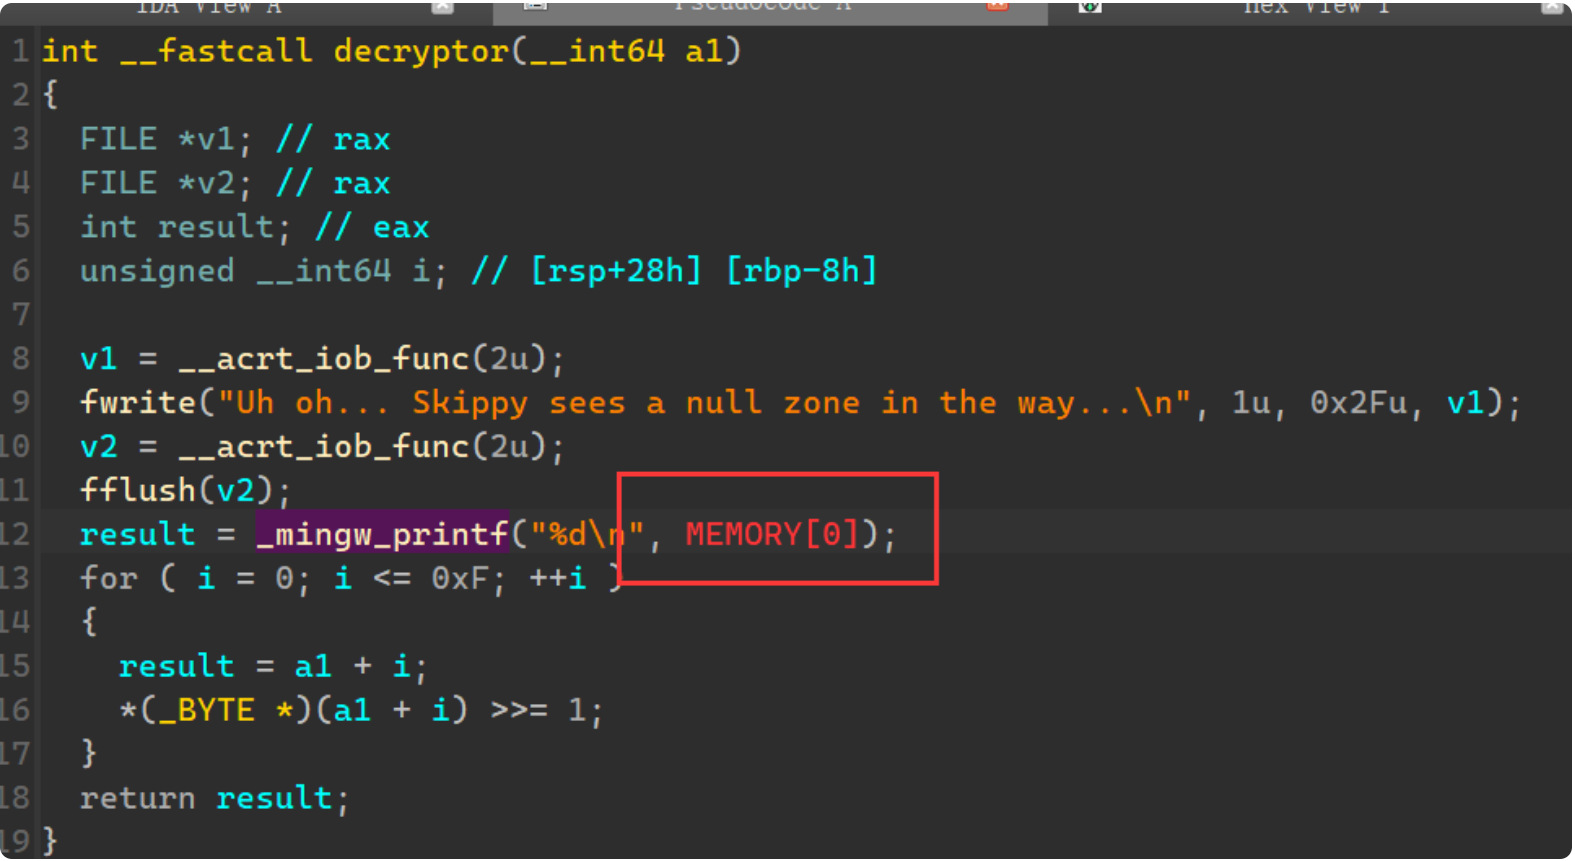 IDA View A Pseudocode A Hex View 1
1 int __fastcall decryptor(__int64 a1)
2 {
3 FILE *v1; // rax
4 FILE *v2; // rax
5 int result; // eax
6 unsigned __int64 i; // [rsp+28h] [rbp-8h]
7
8 v1 = __acrt_iob_func(2u);
9 fwrite("Uh oh... Skippy sees a null zone in the way...\n", 1u, 0x2Fu, v1);
10 v2 = __acrt_iob_func(2u);
11 fflush(v2);
12 result = _mingw_printf("%d\n", MEMORY[0]);
13 for ( i = 0; i <= 0xF; ++i )
14 {
15 result = a1 + i;
16 *(_BYTE *)(a1 + i) >>= 1;
17 }
18 return result;
19 }